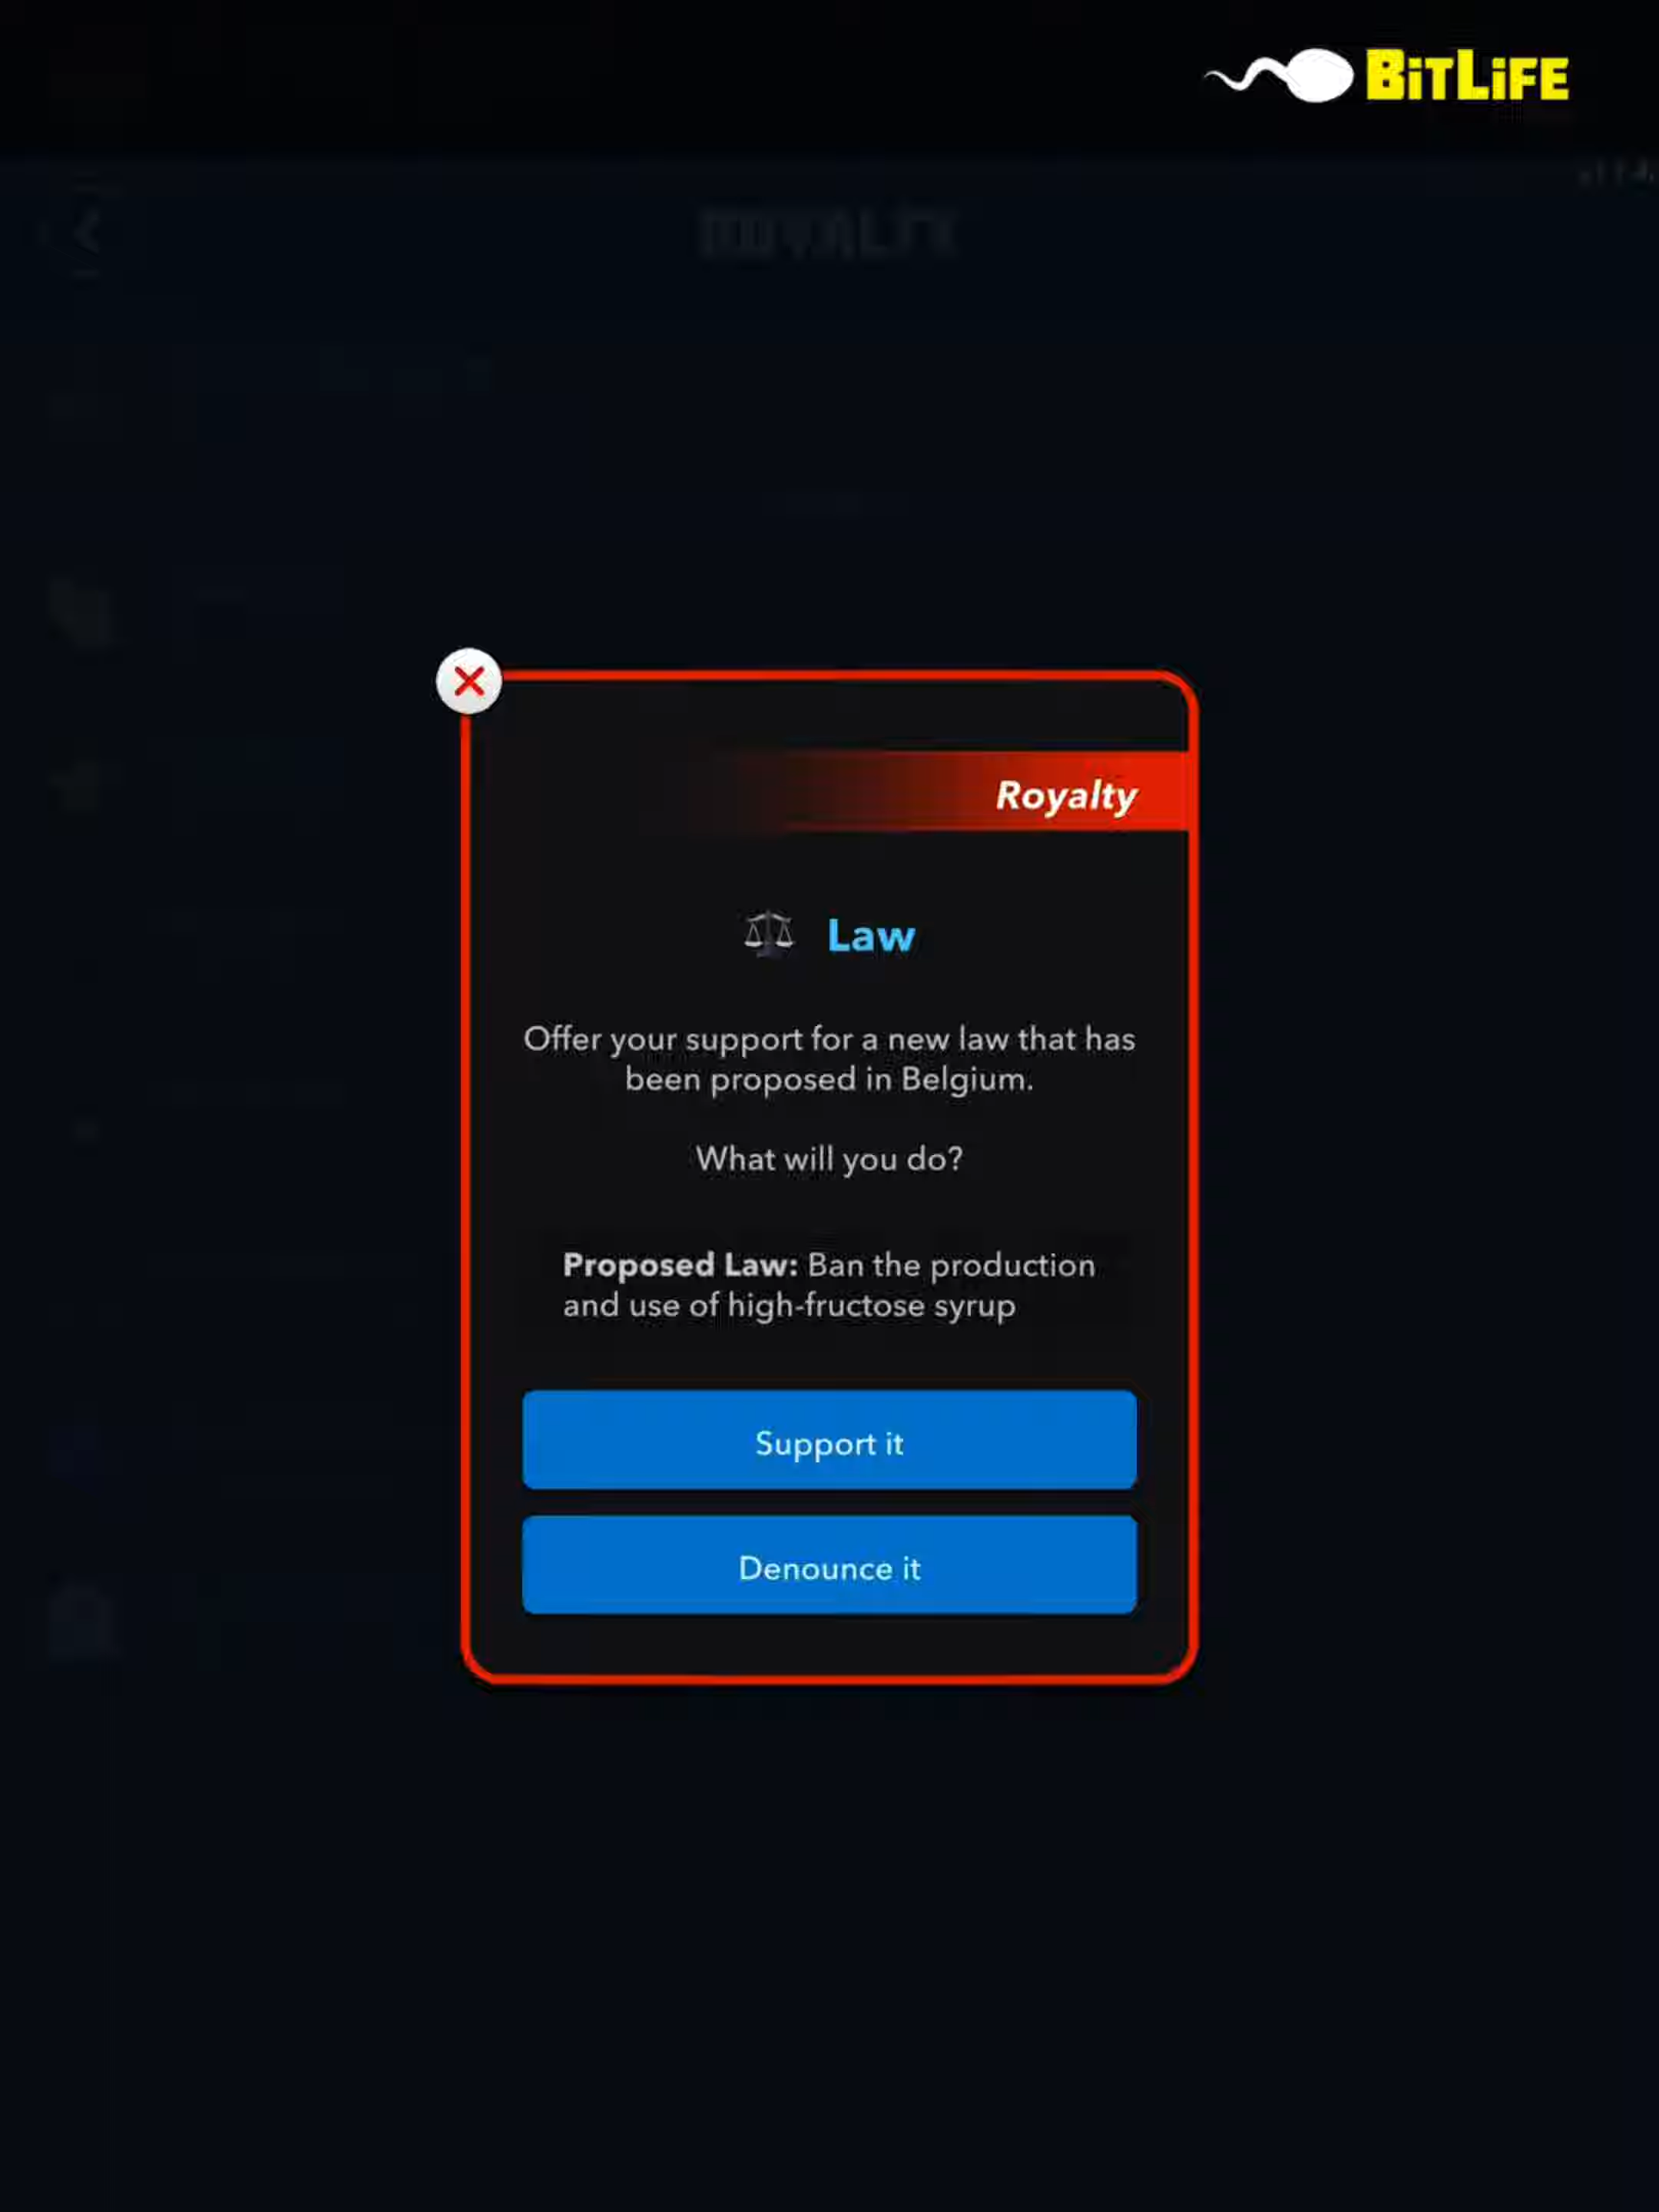 BitLife
ROYALTY
Royalty
Law
Offer your support for a new law that has
been proposed in Belgium.
What will you do?
Proposed Law: Ban the production
and use of high-fructose syrup
Support it
Denounce it